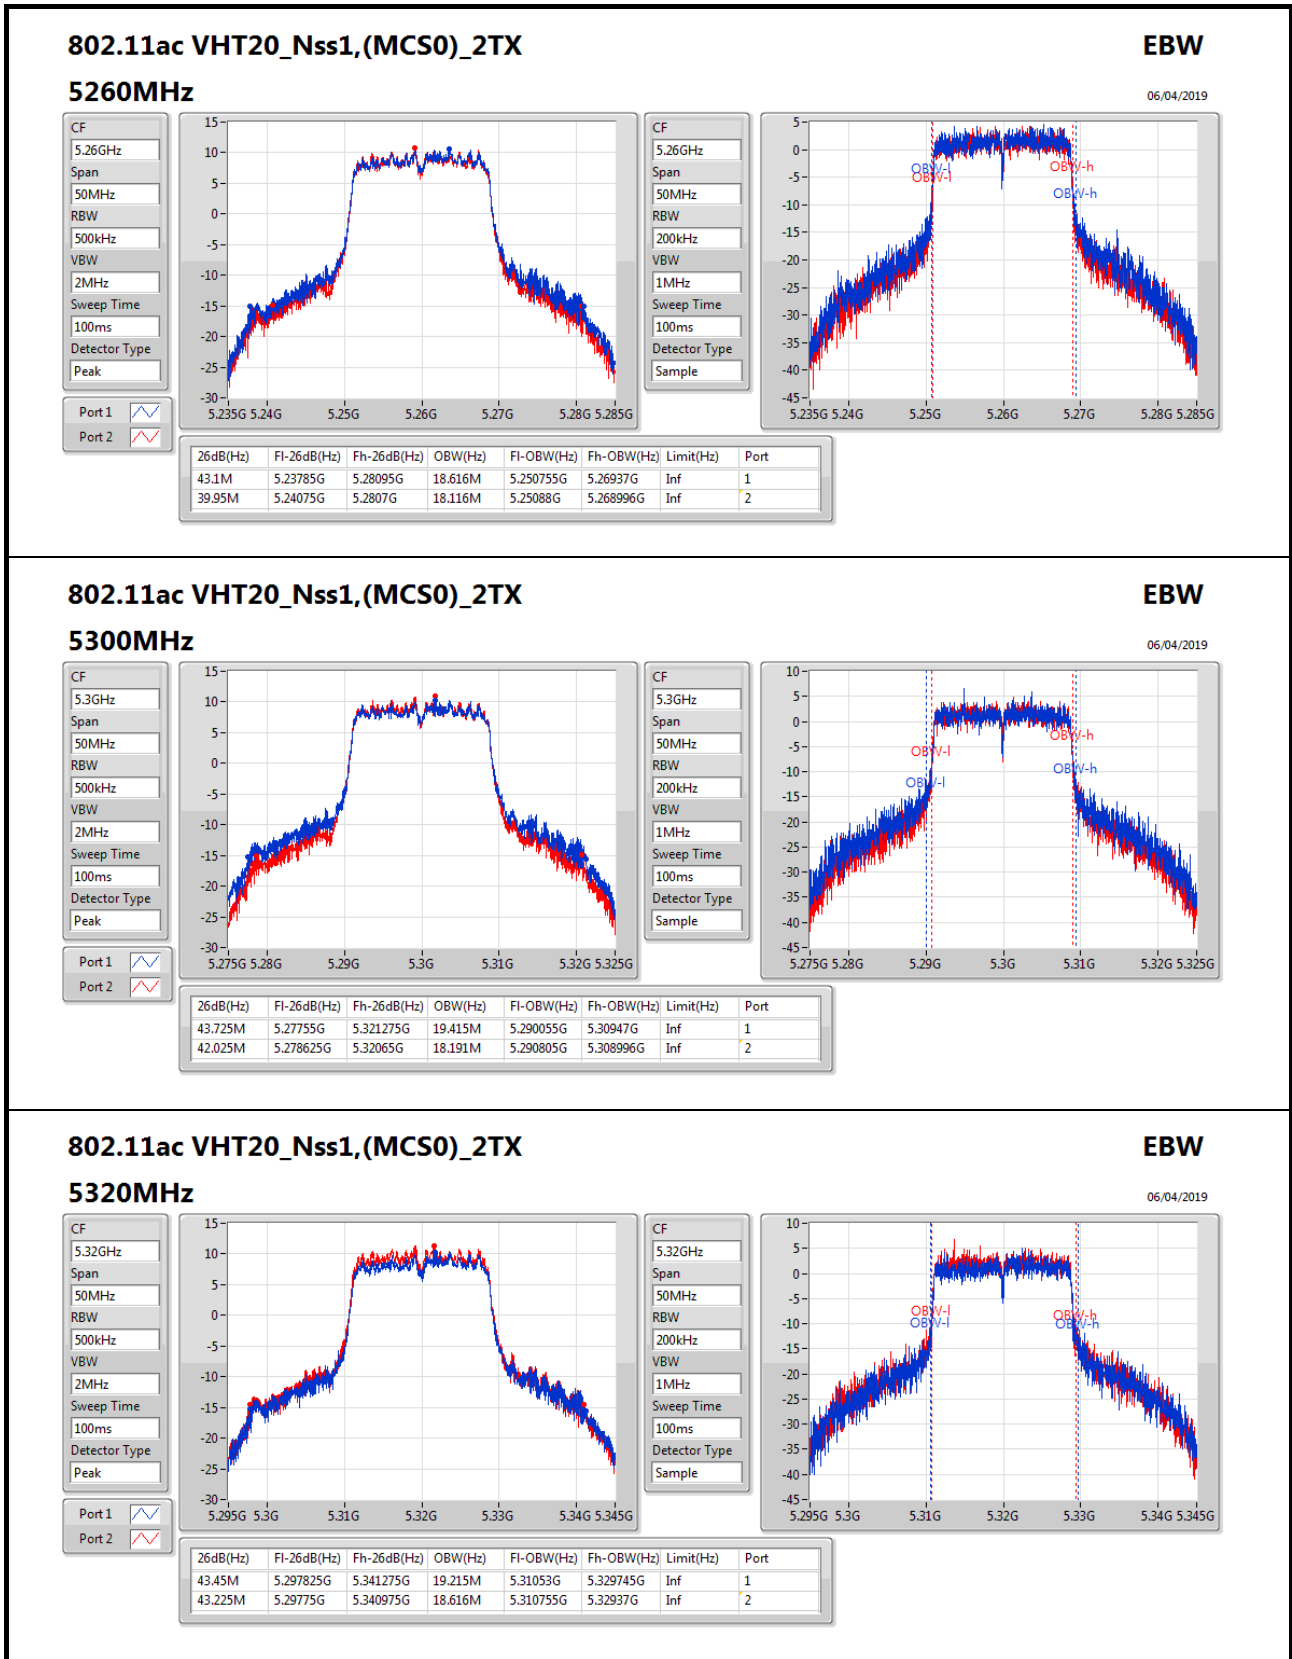 802.11ac VHT20_Nss1,(MCS0)_2TX
EBW
5260MHz
06/04/2019
CF
5.26GHz
Span
50MHz
RBW
500kHz
VBW
2MHz
Sweep Time
100ms
Detector Type
Peak
Port 1
Port 2
15
10
5
0
-5
-10
-15
-20
-25
-30
5.235G 5.24G 5.25G 5.26G 5.27G 5.28G 5.285G
CF
5.26GHz
Span
50MHz
RBW
200kHz
VBW
1MHz
Sweep Time
100ms
Detector Type
Sample
5
0
-5
-10
-15
-20
-25
-30
-35
-40
-45
OBW-l
OBW-l
OBW-h
OBW-h
5.235G 5.24G 5.25G 5.26G 5.27G 5.28G 5.285G
26dB(Hz) Fl-26dB(Hz) Fh-26dB(Hz) OBW(Hz) Fl-OBW(Hz) Fh-OBW(Hz) Limit(Hz) Port
43.1M 5.23785G 5.28095G 18.616M 5.250755G 5.26937G Inf 1
39.95M 5.24075G 5.2807G 18.116M 5.25088G 5.268996G Inf 2
802.11ac VHT20_Nss1,(MCS0)_2TX
EBW
5300MHz
06/04/2019
CF
5.3GHz
Span
50MHz
RBW
500kHz
VBW
2MHz
Sweep Time
100ms
Detector Type
Peak
Port 1
Port 2
15
10
5
0
-5
-10
-15
-20
-25
-30
5.275G 5.28G 5.29G 5.3G 5.31G 5.32G 5.325G
CF
5.3GHz
Span
50MHz
RBW
200kHz
VBW
1MHz
Sweep Time
100ms
Detector Type
Sample
10
5
0
-5
-10
-15
-20
-25
-30
-35
-40
-45
OBW-h
OBW-l
OBW-h
OBW-l
5.275G 5.28G 5.29G 5.3G 5.31G 5.32G 5.325G
26dB(Hz) Fl-26dB(Hz) Fh-26dB(Hz) OBW(Hz) Fl-OBW(Hz) Fh-OBW(Hz) Limit(Hz) Port
43.725M 5.27755G 5.321275G 19.415M 5.290055G 5.30947G Inf 1
42.025M 5.278625G 5.32065G 18.191M 5.290805G 5.308996G Inf 2
802.11ac VHT20_Nss1,(MCS0)_2TX
EBW
5320MHz
06/04/2019
CF
5.32GHz
Span
50MHz
RBW
500kHz
VBW
2MHz
Sweep Time
100ms
Detector Type
Peak
Port 1
Port 2
15
10
5
0
-5
-10
-15
-20
-25
-30
5.295G 5.3G 5.31G 5.32G 5.33G 5.34G 5.345G
CF
5.32GHz
Span
50MHz
RBW
200kHz
VBW
1MHz
Sweep Time
100ms
Detector Type
Sample
10
5
0
-5
-10
-15
-20
-25
-30
-35
-40
-45
OBW-l
OBW-h
OBW-l
OBW-h
5.295G 5.3G 5.31G 5.32G 5.33G 5.34G 5.345G
26dB(Hz) Fl-26dB(Hz) Fh-26dB(Hz) OBW(Hz) Fl-OBW(Hz) Fh-OBW(Hz) Limit(Hz) Port
43.45M 5.297825G 5.341275G 19.215M 5.31053G 5.329745G Inf 1
43.225M 5.29775G 5.340975G 18.616M 5.310755G 5.32937G Inf 2